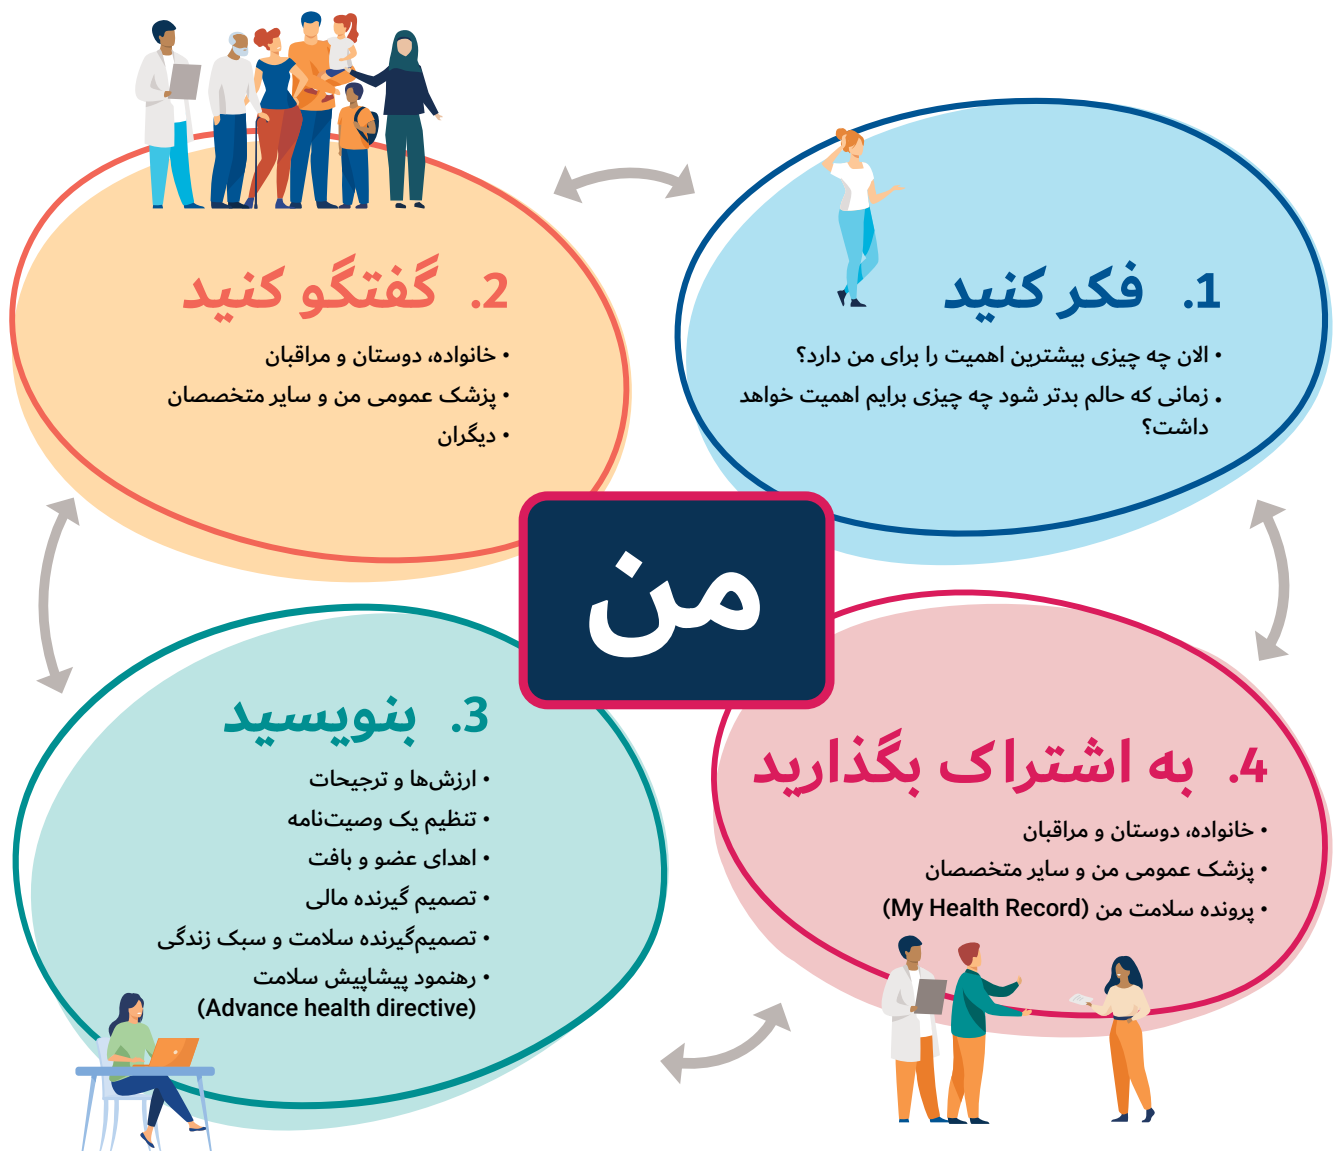 1. فکر کنید
• الان چه چیزی بیشترین اهمیت را برای من دارد؟
• زمانی که حالم بدتر شود چه چیزی برایم اهمیت خواهد
داشت؟
2. گفتگو کنید
• خانواده، دوستان و مراقبان
• پزشک عمومی من و سایر متخصصان
• دیگران
من
3. بنویسید
• ارزش‌ها و ترجیحات
• تنظیم یک وصیت‌نامه
• اهدای عضو و بافت
• تصمیم گیرنده مالی
• تصمیم‌گیرنده سلامت و سبک زندگی
• رهنمود پیشاپیش سلامت
(Advance health directive)
4. به اشتراک بگذارید
• خانواده، دوستان و مراقبان
• پزشک عمومی من و سایر متخصصان
• پرونده سلامت من (My Health Record)